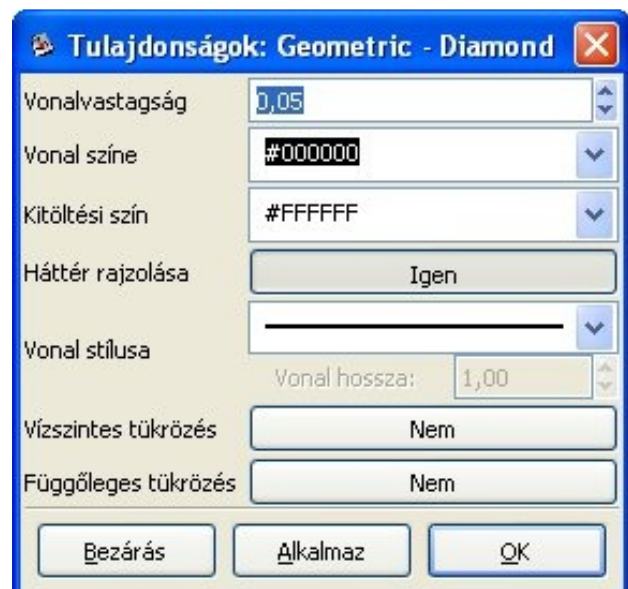 Tulajdonságok: Geometric - Diamond
Vonalvastagság 0,05
Vonal színe #000000
Kitöltési szín #FFFFFF
Háttér rajzolása Igen
Vonal stílusa
Vonal hossza: 1,00
Vízszintes tükrözés Nem
Függőleges tükrözés Nem
Bezárás Alkalmaz OK